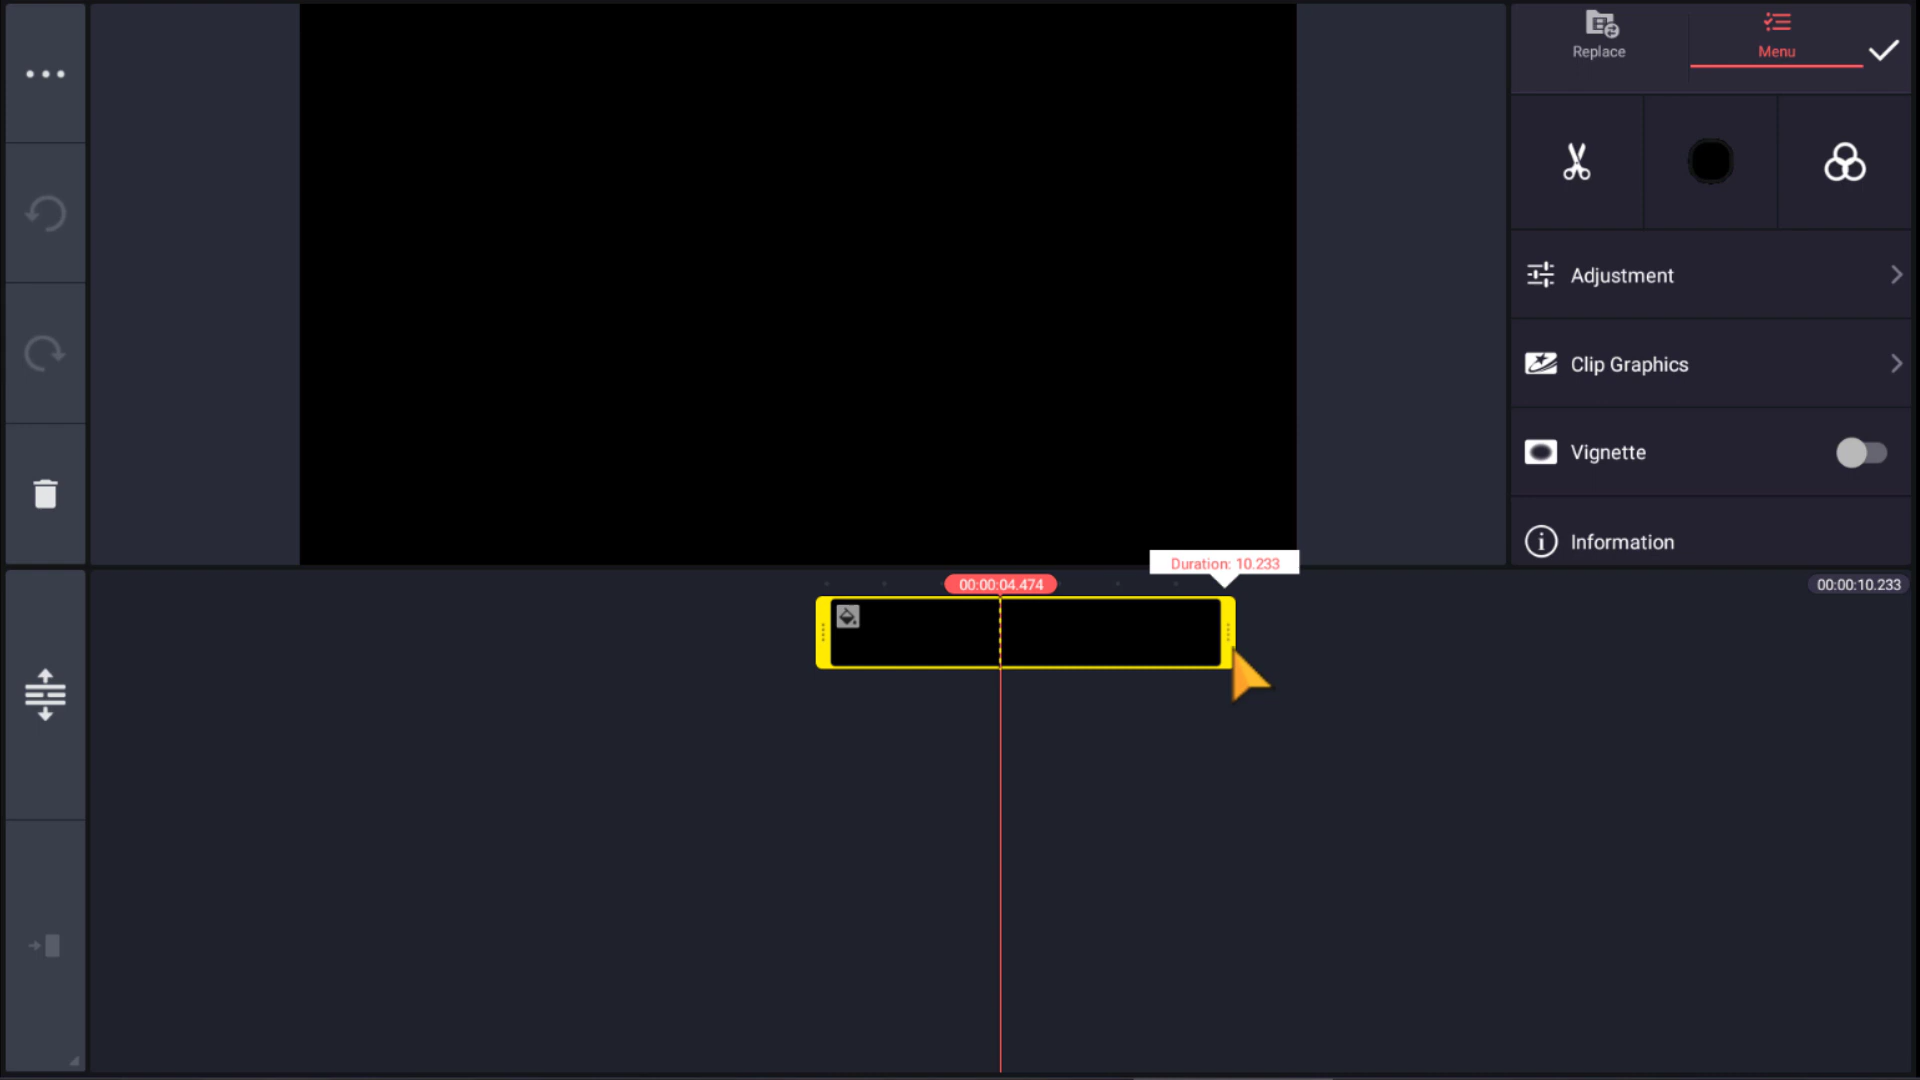 Replace
Menu
Adjustment
Clip Graphics
Vignette
Information
Duration: 10.233
00:00:04.474
00:00:10.233